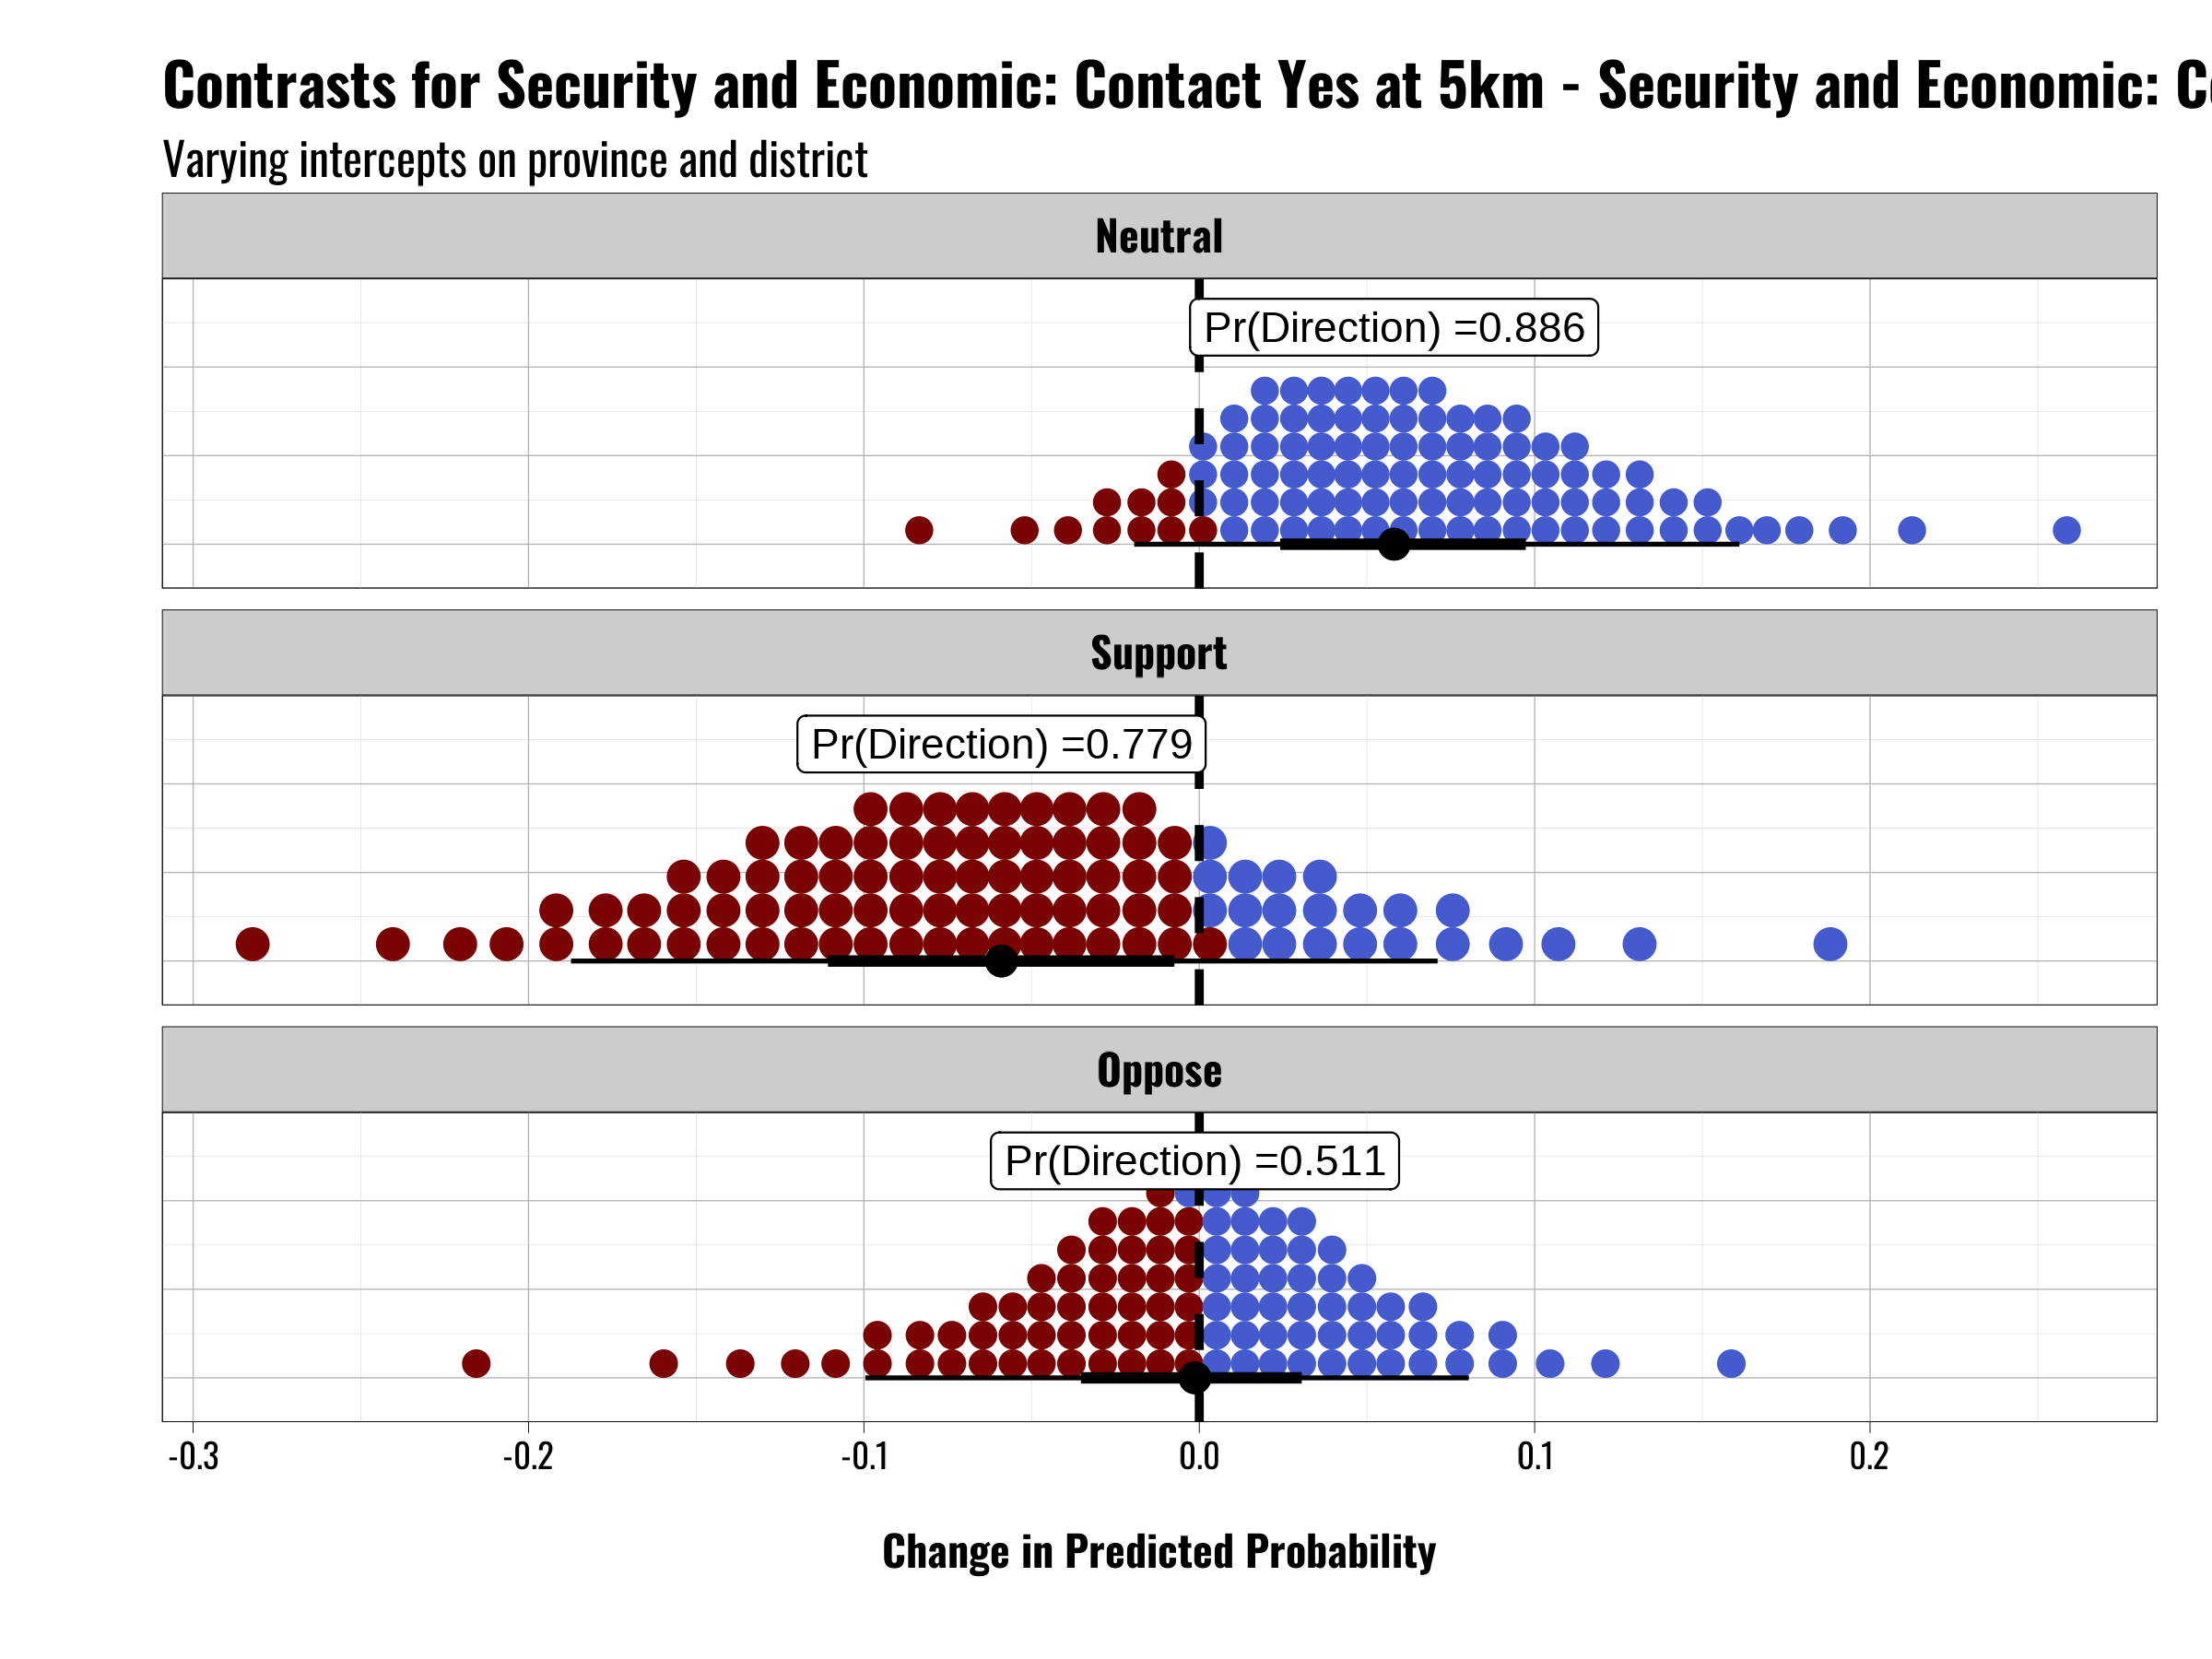 Contrasts for Security and Economic: Contact Yes at 5km - Security and Economic:
Varying intercepts on province and district
Neutral
Pr(Direction) =0.886
Support
Pr(Direction) =0.779
Oppose
Pr(Direction) =0.511
-0.3 -0.2 -0.1 0.0 0.1 0.2
Change in Predicted Probability